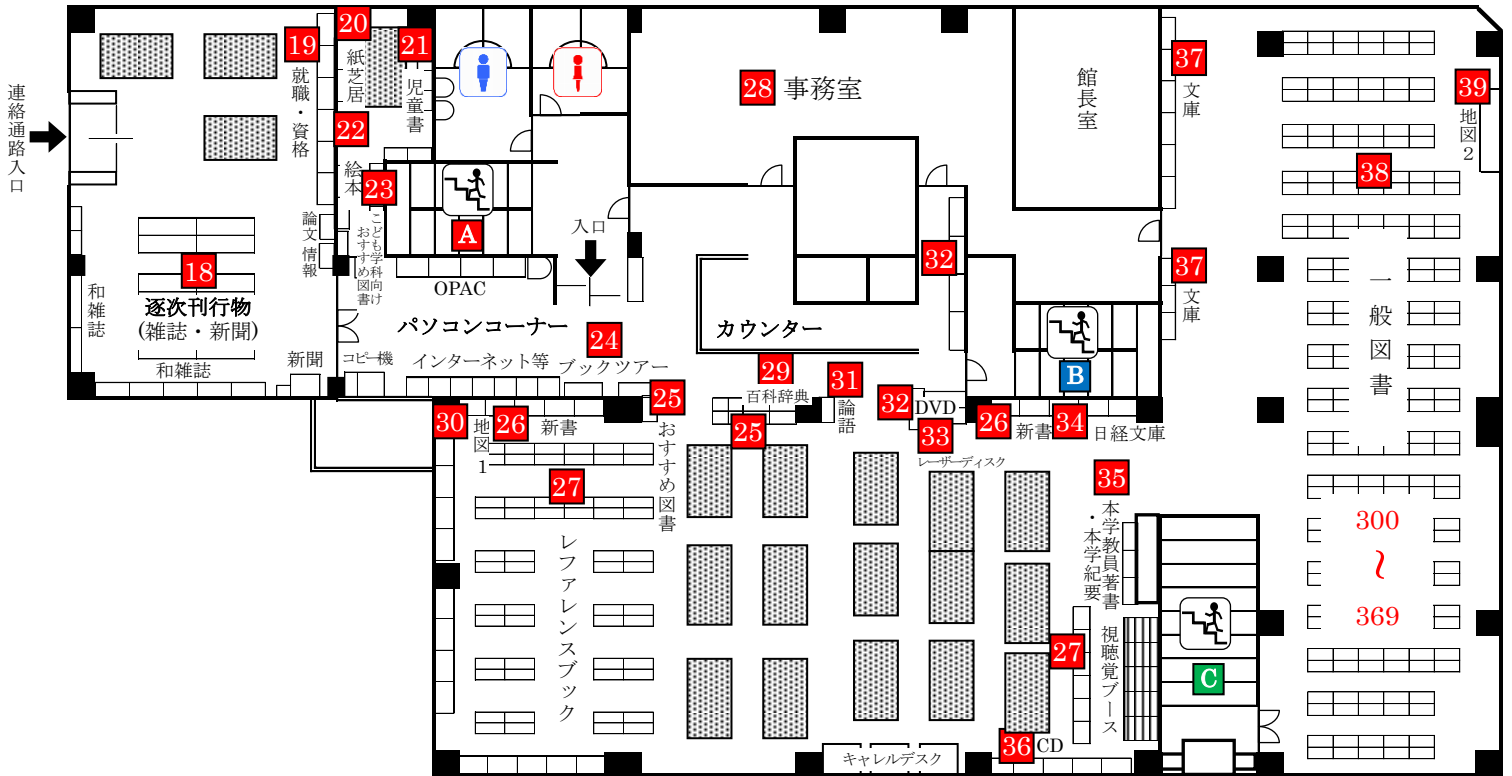 連絡通路入口
19
就職・資格
20
紙芝居
21
児童書
22
絵本
23
こども学科向け
おすすめ図書
論文情報
18
逐次刊行物
(雑誌・新聞)
和雑誌
和雑誌
新聞
A
OPAC
入口
パソコンコーナー
コピー機
インターネット等
24
ブックツアー
28 事務室
館長室
カウンター
32
37
文庫
37
文庫
B
39
地図2
38
一般図書
300
~
369
29
百科辞典
25
25
おすすめ図書
31
論語
32
DVD
33
レーザーディスク
26
新書
34
日経文庫
30
地図1
26
新書
27
レファレンスブック
35
本学教員著書
・本学紀要
27
視聴覚ブース
C
36
CD
キャレルデスク